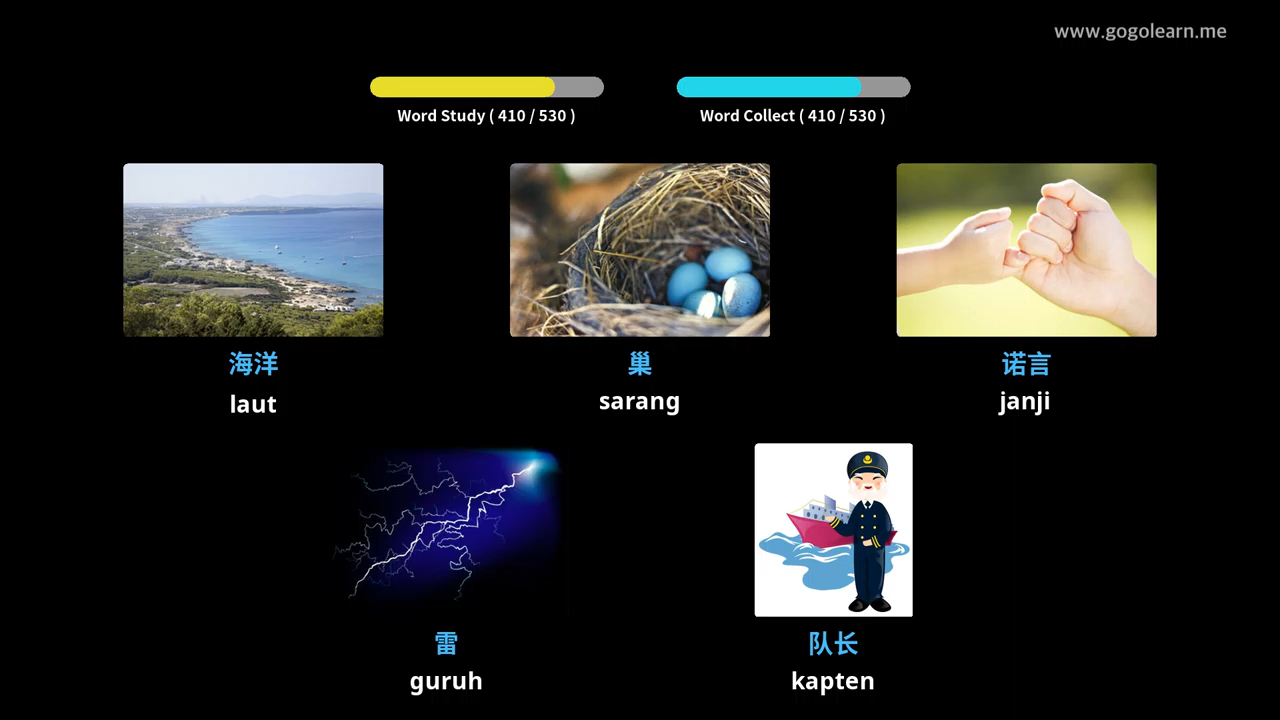 www.gogolearn.me
Word Study ( 410 / 530 )
Word Collect ( 410 / 530 )
海洋
laut
巢
sarang
诺言
janji
雷
guruh
队长
kapten